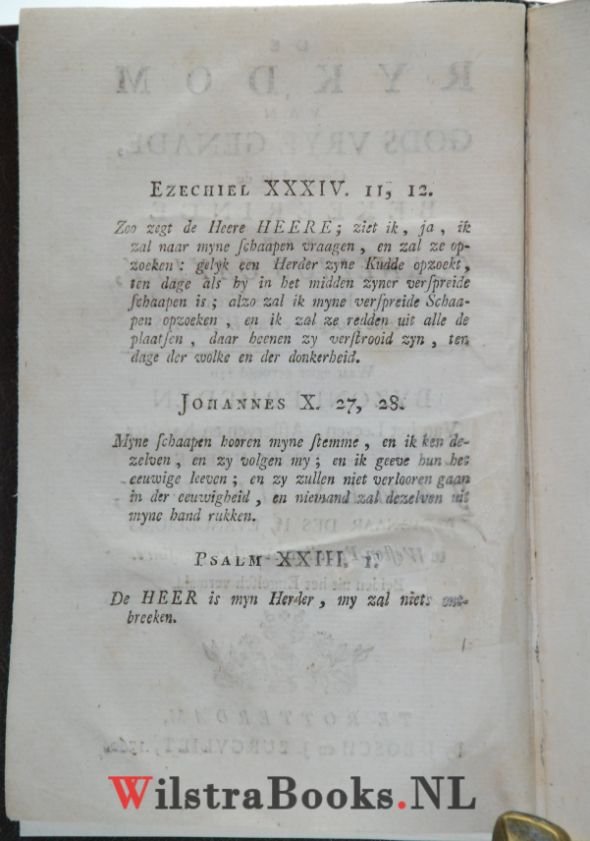 EZECHIEL XXXIV. 11, 12.
Zoo zegt de Heere HEERE; ziet ik, ja, ik
zal naar myne ſchaapen vraagen, en zal ze op-
zoeken: gelyk een Herder zyne Kudde opzoekt,
ten dage als hy in het midden zyner verſpreide
ſchaapen is; alzo zal ik myne verſpreide Schaa-
pen opzoeken, en ik zal ze redden uit alle de
plaatſen, daar heenen zy verſtrooid zyn, ten
dage der wolke en der donkerheid.
JOHANNES X. 27, 28.
Myne ſchaapen hooren myne ſtemme, en ik ken de-
zelven, en zy volgen my; en ik geeve hun het
eeuwige leeven; en zy zullen niet verlooren gaan
in der eeuwigheid, en niemand zal dezelven uit
myne hand rukken.
PSALM XXIII. 1.
De HEER is myn Herder, my zal niets ont-
breeken.
WilstraBooks.NL